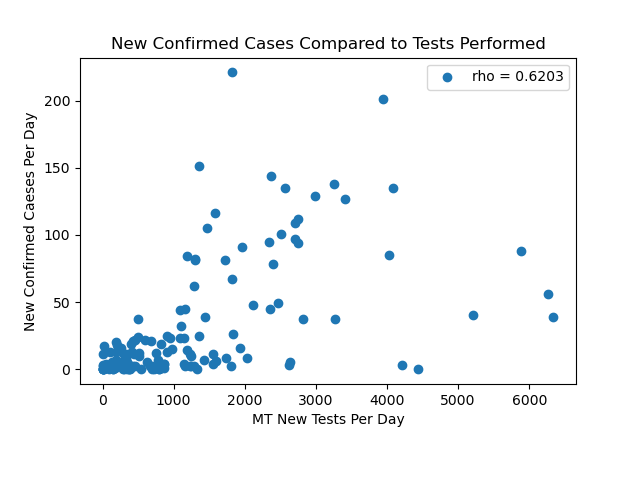 New Confirmed Cases Compared to Tests Performed
rho = 0.6203
New Confirmed Caeses Per Day
200
150
100
50
0
0 1000 2000 3000 4000 5000 6000
MT New Tests Per Day